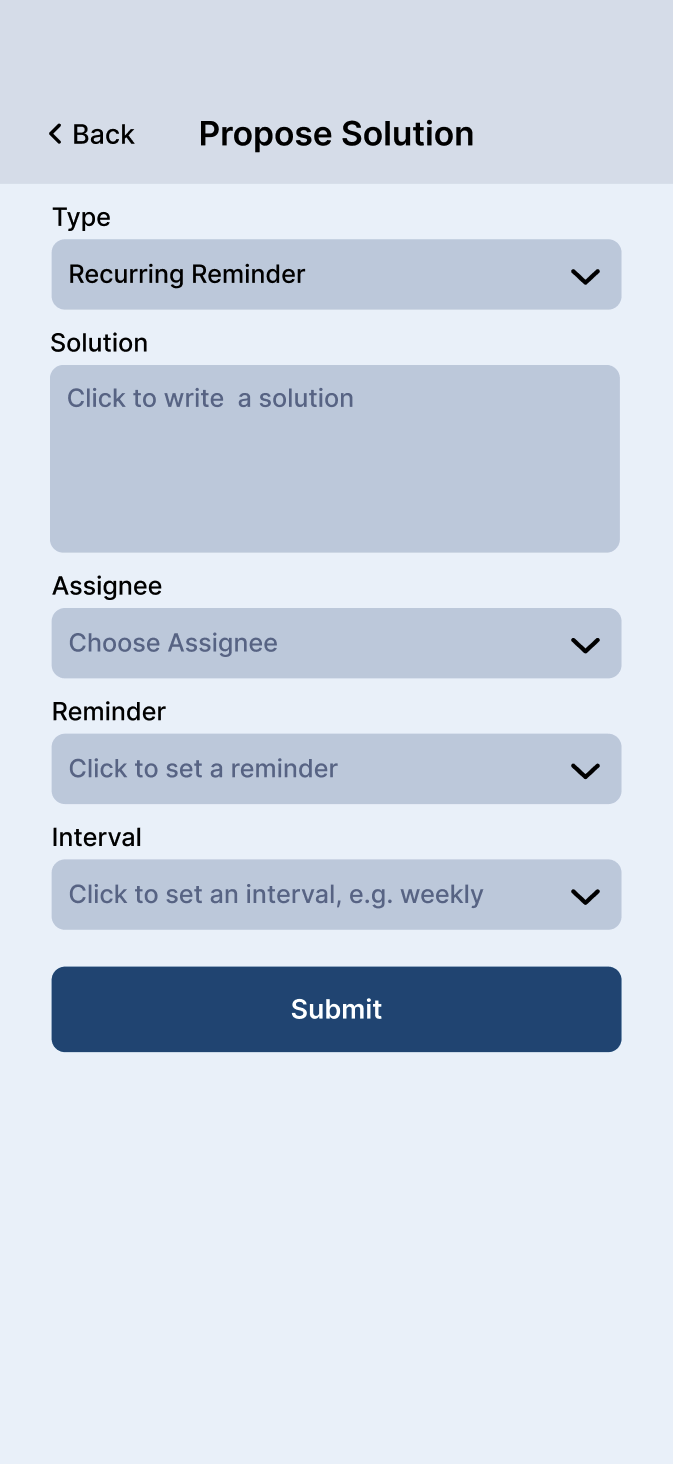 Back
Propose Solution
Type
Recurring Reminder
Solution
Click to write  a solution
Assignee
Choose Assignee
Reminder
Click to set a reminder
Interval
Click to set an interval, e.g. weekly
Submit